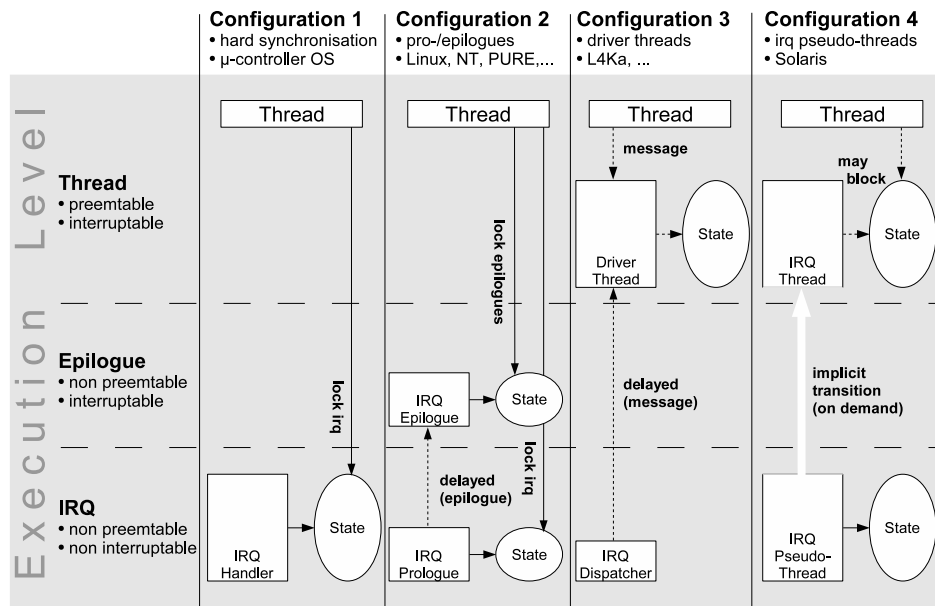 Configuration 1
• hard synchronisation
• µ-controller OS
Configuration 2
• pro-/epilogues
• Linux, NT, PURE,...
Configuration 3
• driver threads
• L4Ka, ...
Configuration 4
• irq pseudo-threads
• Solaris
Execution Level
Thread
• preemtable
• interruptable
Epilogue
• non preemtable
• interruptable
IRQ
• non preemtable
• non interruptable
Thread
lock irq
IRQ
Handler
State
Thread
lock epilogues
IRQ
Epilogue
State
delayed
(epilogue)
lock irq
IRQ
Prologue
State
Thread
message
Driver
Thread
State
delayed
(message)
IRQ
Dispatcher
Thread
may
block
IRQ
Thread
State
implicit
transition
(on demand)
IRQ
Pseudo-
Thread
State